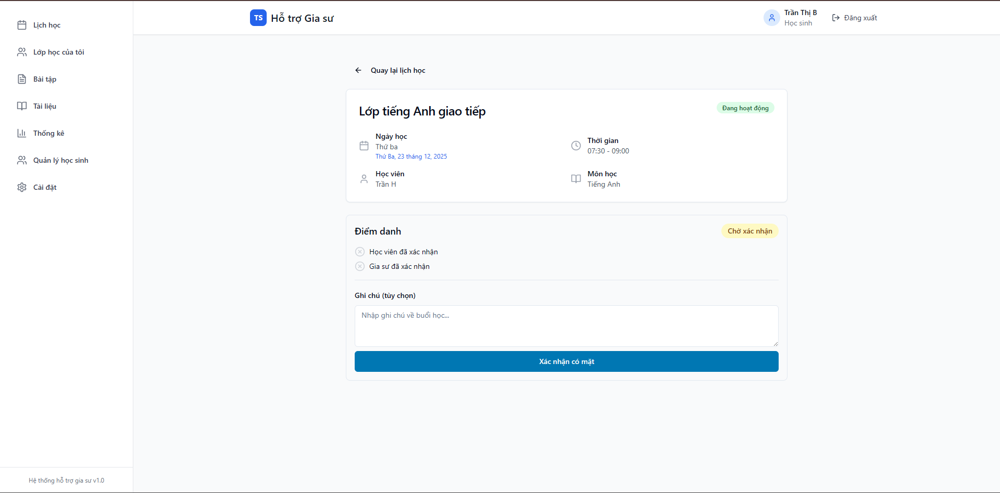 Lịch học
Lớp học của tôi
Bài tập
Tài liệu
Thống kê
Quản lý học sinh
Cài đặt
Hệ thống hỗ trợ gia sư v1.0
TS Hỗ trợ Gia sư
Trần Thị B
Học sinh
Đăng xuất
Quay lại lịch học
Lớp tiếng Anh giao tiếp
Đang hoạt động
Ngày học
Thứ ba
Thứ Ba, 23 tháng 12, 2025
Thời gian
07:30 - 09:00
Học viên
Trần H
Môn học
Tiếng Anh
Điểm danh
Chờ xác nhận
Học viên đã xác nhận
Gia sư đã xác nhận
Ghi chú (tùy chọn)
Nhập ghi chú về buổi học...
Xác nhận có mặt